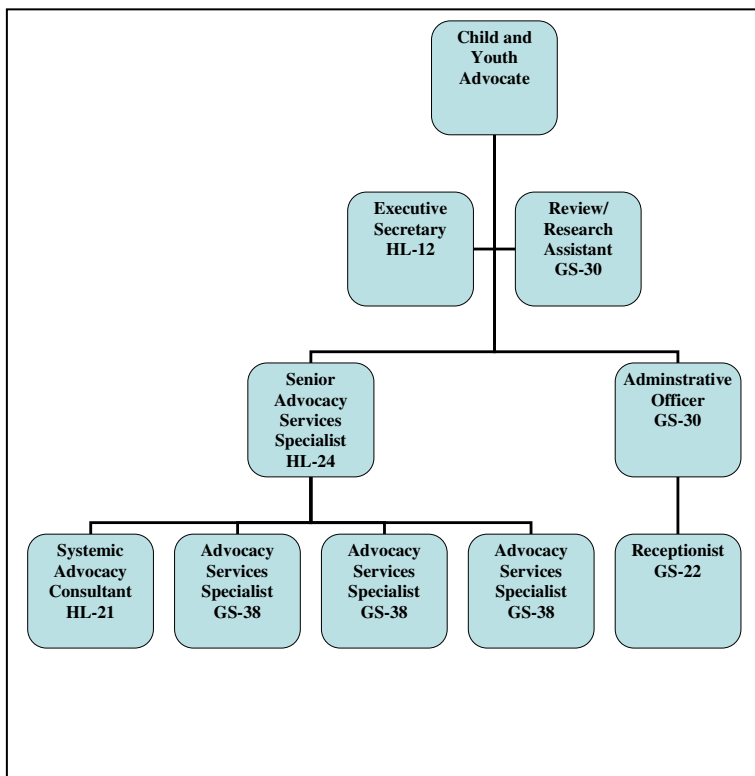 Child and
Youth
Advocate
Executive
Secretary
HL-12
Review/
Research
Assistant
GS-30
Senior
Advocacy
Services
Specialist
HL-24
Adminstrative
Officer
GS-30
Systemic
Advocacy
Consultant
HL-21
Advocacy
Services
Specialist
GS-38
Advocacy
Services
Specialist
GS-38
Advocacy
Services
Specialist
GS-38
Receptionist
GS-22